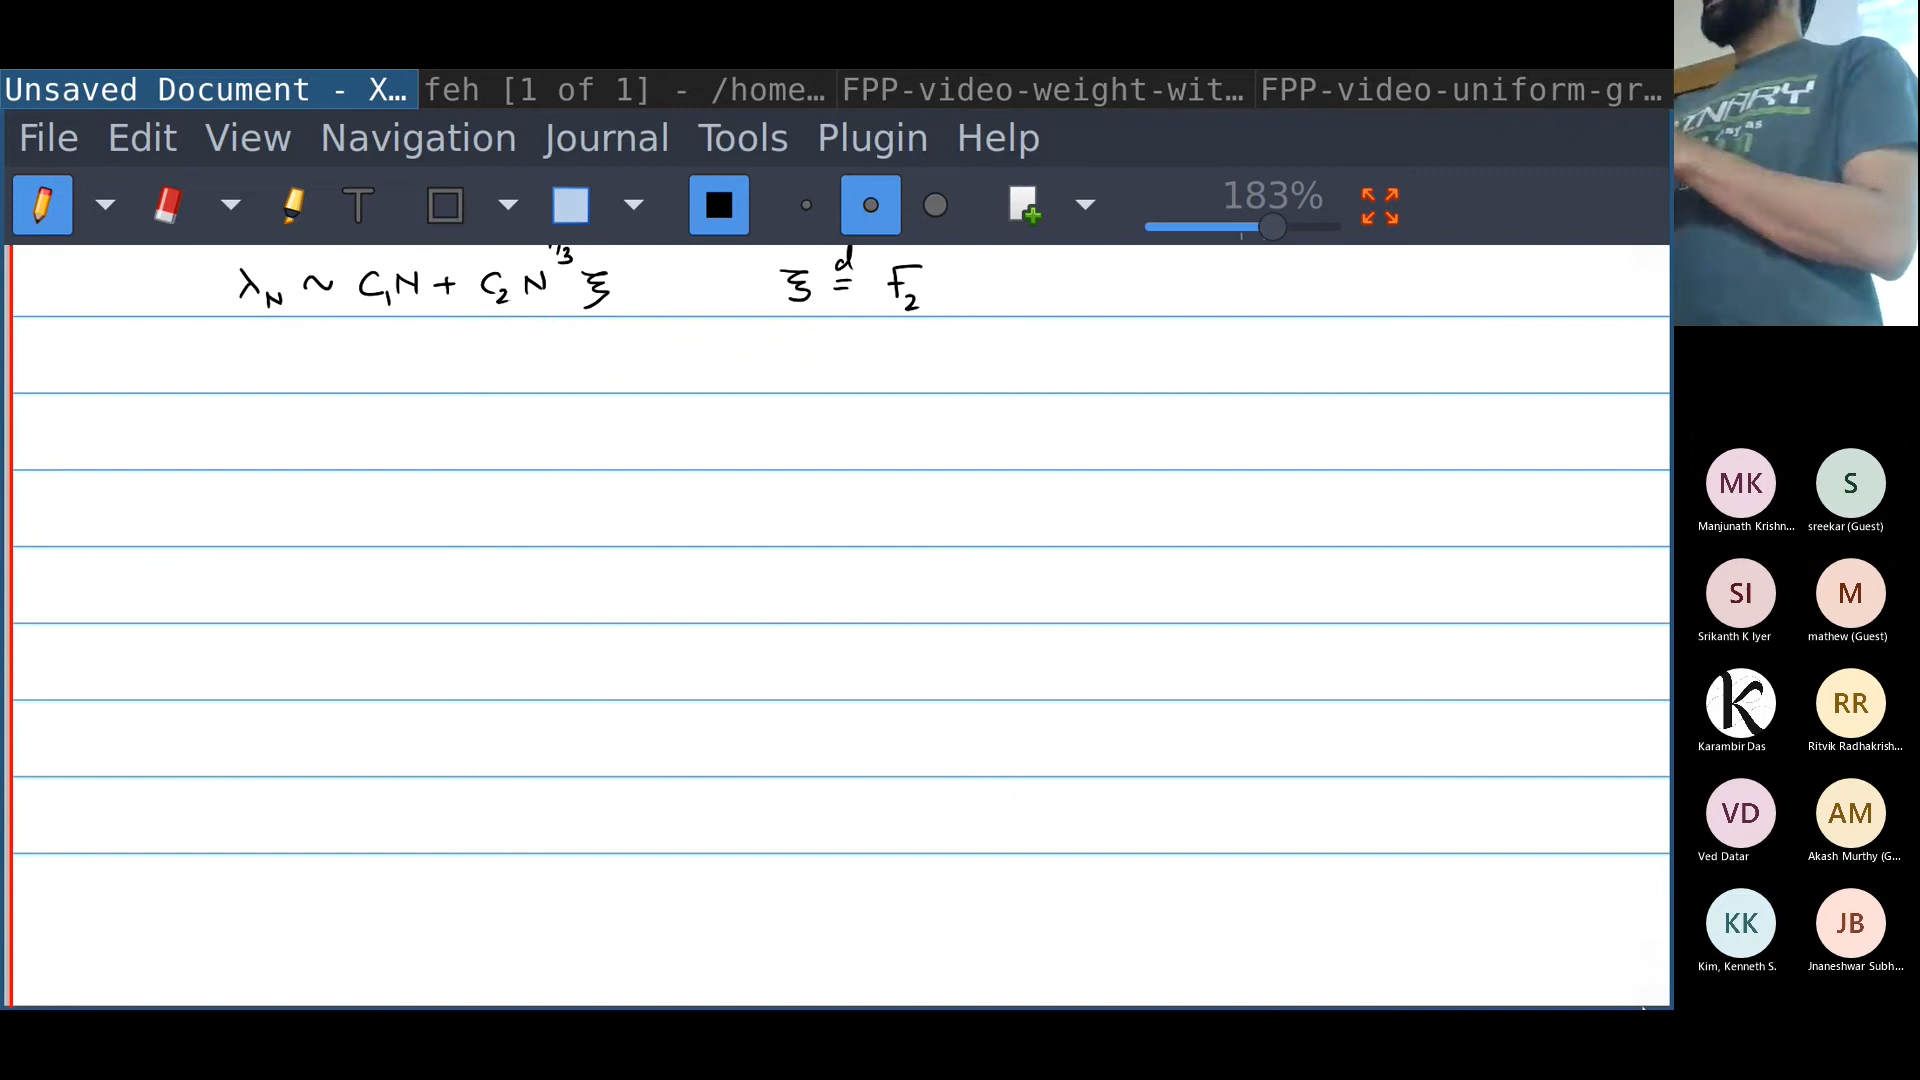 Unsaved Document - X... feh [1 of 1] - /home... FPP-video-weight-wit... FPP-video-uniform-gr...
File Edit View Navigation Journal Tools Plugin Help
183%
λ_N ~ C₁N + C₂ N^{1/3} ξ    ξ =^d F₂
MK S
Manjunath Krishn... sreekar (Guest)
SI M
Srikanth K Iyer mathew (Guest)
K RR
Karambir Das Ritvik Radhakrish...
VD AM
Ved Datar Akash Murthy (G...
KK JB
Kim, Kenneth S. Jnaneshwar Subh...